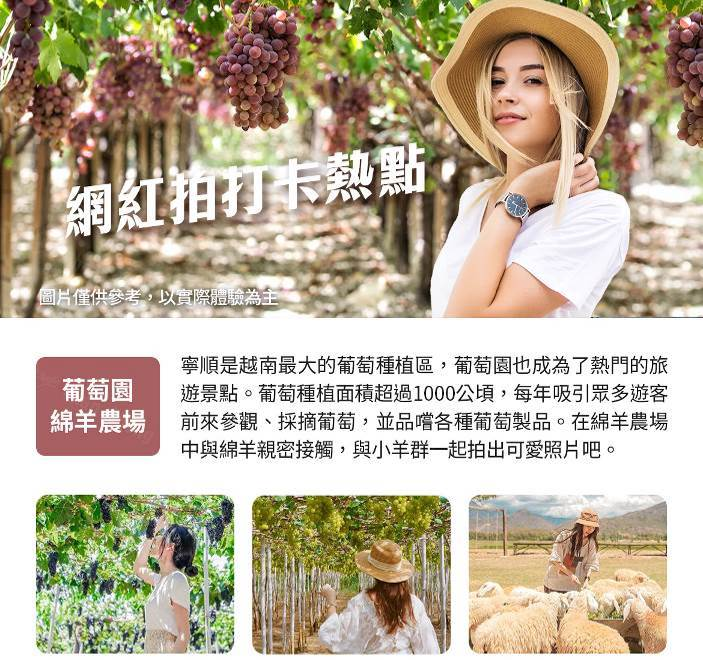 網紅拍打卡熱點
圖片僅供參考，以實際體驗為主
葡萄園
綿羊農場
寧順是越南最大的葡萄種植區，葡萄園也成為了熱門的旅
遊景點。葡萄種植面積超過1000公頃，每年吸引眾多遊客
前來參觀、採摘葡萄，並品嚐各種葡萄製品。在綿羊農場
中與綿羊親密接觸，與小羊群一起拍出可愛照片吧。